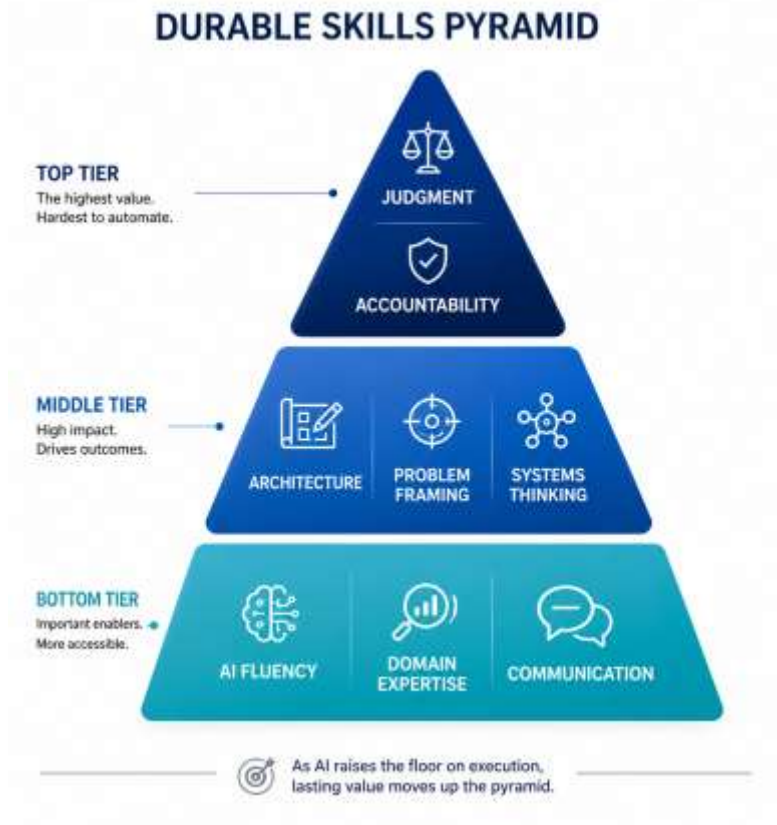 DURABLE SKILLS PYRAMID
TOP TIER
The highest value.
Hardest to automate.
JUDGMENT
ACCOUNTABILITY
MIDDLE TIER
High impact.
Drives outcomes.
ARCHITECTURE
PROBLEM
FRAMING
SYSTEMS
THINKING
BOTTOM TIER
Important enablers.
More accessible.
AI FLUENCY
DOMAIN
EXPERTISE
COMMUNICATION
As AI raises the floor on execution,
lasting value moves up the pyramid.